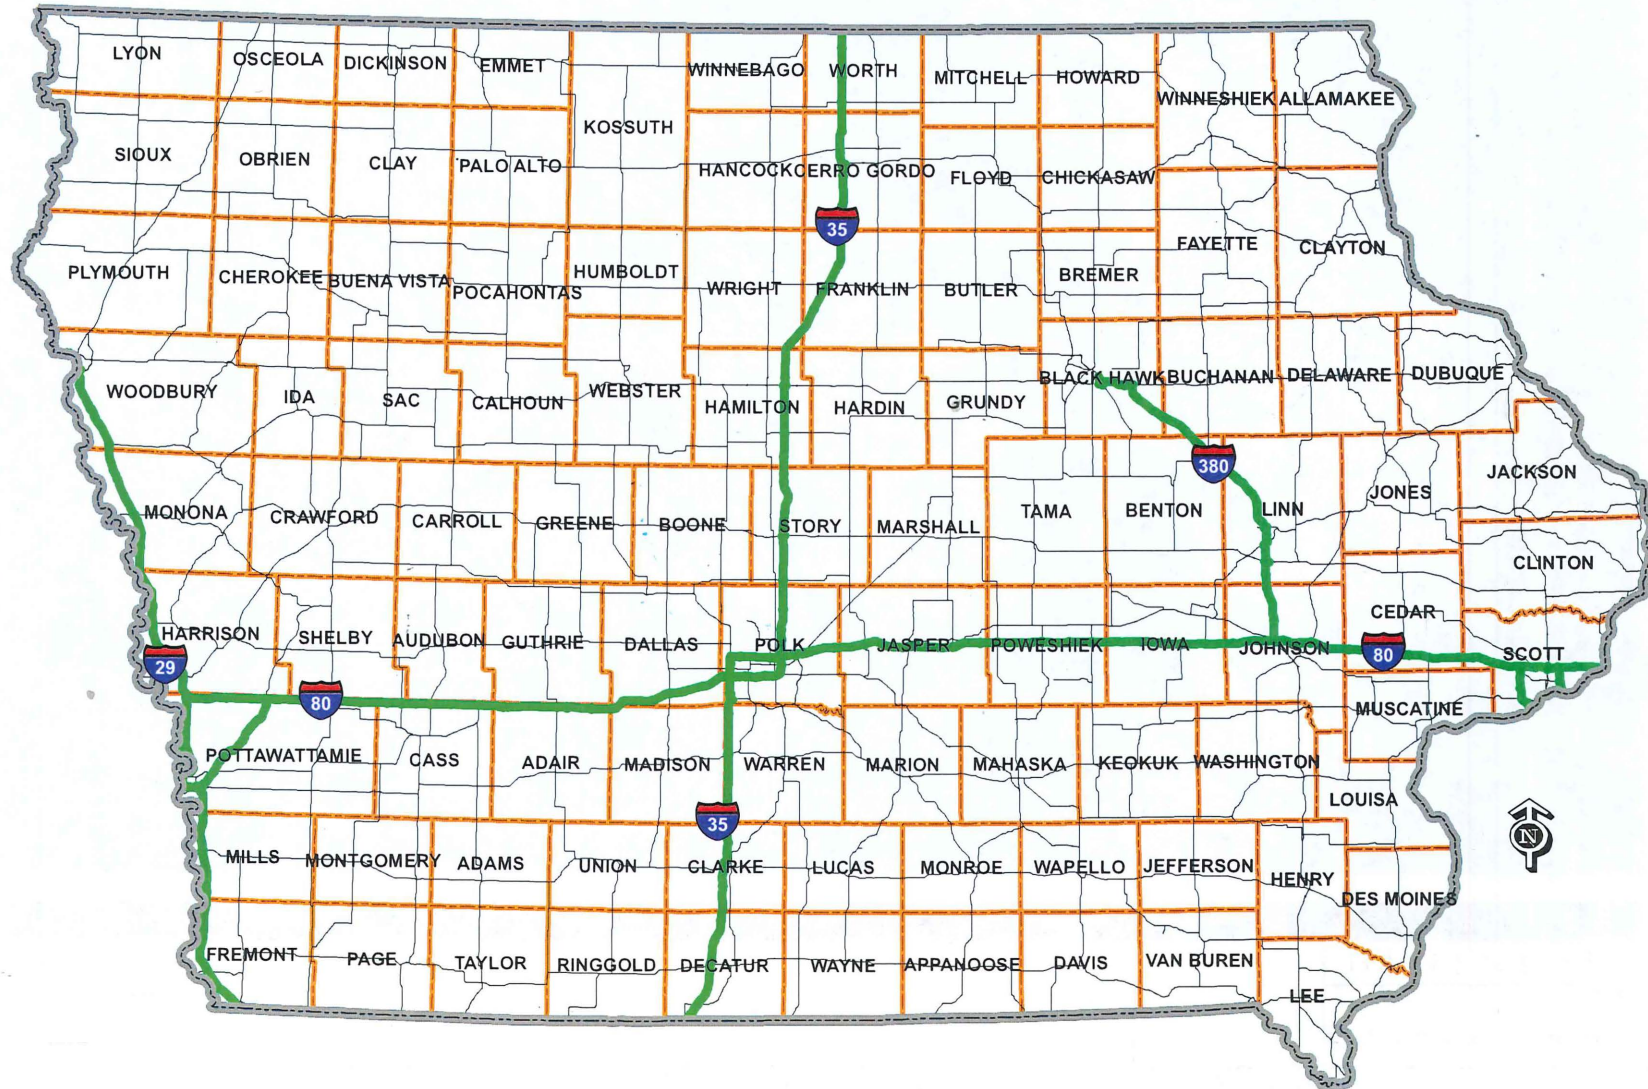 LYON
OSCEOLA
DICKINSON
EMMET
WINNEBAGO
WORTH
MITCHELL
HOWARD
WINNESHIEK
ALLAMAKEE
KOSSUTH
SIOUX
OBRIEN
CLAY
PALO ALTO
HANCOCK
CERRO GORDO
FLOYD
CHICKASAW
35
FAYETTE
CLAYTON
PLYMOUTH
CHEROKEE
BUENA VISTA
POCAHONTAS
HUMBOLDT
WRIGHT
FRANKLIN
BUTLER
BREMER
WOODBURY
IDA
SAC
CALHOUN
WEBSTER
HAMILTON
HARDIN
GRUNDY
BLACK HAWK
BUCHANAN
DELAWARE
DUBUQUE
380
MONONA
CRAWFORD
CARROLL
GREENE
BOONE
STORY
MARSHALL
TAMA
BENTON
LINN
JONES
JACKSON
CLINTON
CEDAR
HARRISON
SHELBY
AUDUBON
GUTHRIE
DALLAS
POLK
JASPER
POWESHIEK
IOWA
JOHNSON
80
SCOTT
29
80
MUSCATINE
POTTAWATTAMIE
CASS
ADAIR
MADISON
WARREN
MARION
MAHASKA
KEOKUK
WASHINGTON
LOUISA
35
N
MILLS
MONTGOMERY
ADAMS
UNION
CLARKE
LUCAS
MONROE
WAPELLO
JEFFERSON
HENRY
DES MOINES
FREMONT
PAGE
TAYLOR
RINGGOLD
DECATUR
WAYNE
APPANOOSE
DAVIS
VAN BUREN
LEE